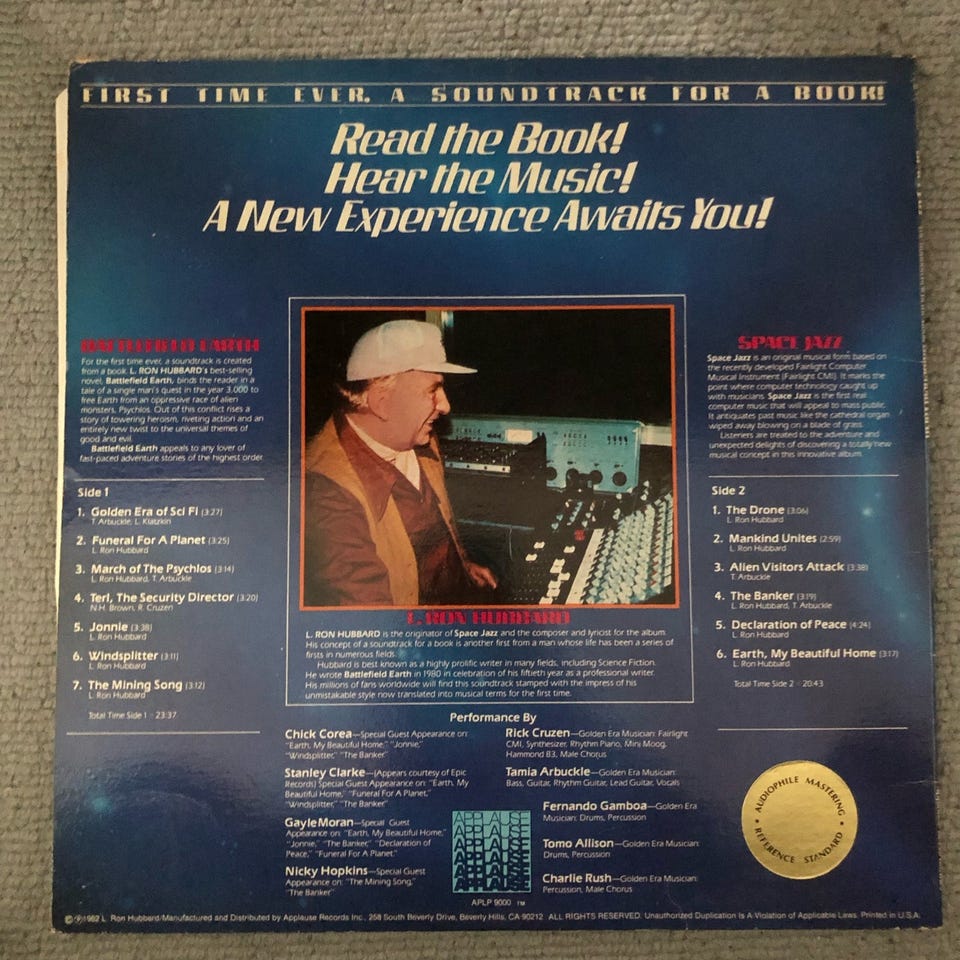 FIRST TIME EVER, A SOUNDTRACK FOR A BOOK!
Read the Book!
Hear the Music!
A New Experience Awaits You!
BATTLEFIELD EARTH
For the first time ever, a soundtrack is created
from a book. L. RON HUBBARD's best-selling
novel, Battlefield Earth, binds the reader in a
tale of a single man's quest in the year 3,000 to
free Earth from an oppressive race of alien
monsters, Psychlos. Out of this conflict rises a
story of towering heroism, riveting action and an
entirely new twist to the universal themes of
good and evil.
Battlefield Earth appeals to any lover of
fast-paced adventure stories of the highest order.
Side 1
1. Golden Era of Sci Fi (3:27)
T. Arbuckle, L. Klatzkin
2. Funeral For A Planet (3:25)
L. Ron Hubbard
3. March of The Psychlos (3:14)
L. Ron Hubbard, T. Arbuckle
4. Terl, The Security Director (3:20)
N.H. Brown, R. Cruzen
5. Jonnie (3:38)
L. Ron Hubbard
6. Windsplitter (3:11)
L. Ron Hubbard
7. The Mining Song (3:12)
L. Ron Hubbard
Total Time Side 1 - 23:37
L. RON HUBBARD
L. RON HUBBARD is the originator of Space Jazz and the composer and lyricist for the album.
His concept of a soundtrack for a book is another first from a man whose life has been a series of
firsts in numerous fields.
Hubbard is best known as a highly prolific writer in many fields, including Science Fiction.
He wrote Battlefield Earth in 1980 in celebration of his fiftieth year as a professional writer.
His millions of fans worldwide will find this soundtrack stamped with the impress of his
unmistakable style now translated into musical terms for the first time.
SPACE JAZZ
Space Jazz is an original musical form based on
the recently developed Fairlight Computer
Musical Instrument (Fairlight CMI). It marks the
point where computer technology caught up
with musicians. Space Jazz is the first real
computer music that will appeal to mass public.
It antiquates past music like the cathedral organ
wiped away blowing on a blade of grass.
Listeners are treated to the adventure and
unexpected delights of discovering a totally new
musical concept in this innovative album.
Side 2
1. The Drone (3:06)
L. Ron Hubbard
2. Mankind Unites (2:59)
L. Ron Hubbard
3. Alien Visitors Attack (3:38)
T. Arbuckle
4. The Banker (3:19)
L. Ron Hubbard, T. Arbuckle
5. Declaration of Peace (4:24)
L. Ron Hubbard
6. Earth, My Beautiful Home (3:17)
L. Ron Hubbard
Total Time Side 2 - 20:43
Performance By
Chick Corea—Special Guest Appearance on:
"Earth, My Beautiful Home," "Jonnie,"
"Windsplitter," "The Banker"
Stanley Clarke—(Appears courtesy of Epic
Records) Special Guest Appearance on: "Earth, My
Beautiful Home," "Funeral For A Planet,"
"Windsplitter," "The Banker"
Gayle Moran—Special Guest
Appearance on: "Earth, My Beautiful Home,"
"Jonnie," "The Banker," "Declaration of
Peace," "Funeral For A Planet"
Nicky Hopkins—Special Guest
Appearance on: "The Mining Song,"
"The Banker"
Rick Cruzen—Golden Era Musician: Fairlight
CMI, Synthesizer, Rhythm Piano, Mini Moog,
Hammond B3, Male Chorus
Tamia Arbuckle—Golden Era Musician:
Bass, Guitar, Rhythm Guitar, Lead Guitar, Vocals
Fernando Gamboa—Golden Era
Musician: Drums, Percussion
Tomo Allison—Golden Era Musician:
Drums, Percussion
Charlie Rush—Golden Era Musician:
Percussion, Male Chorus
APPLAUSE
APPLAUSE
APPLAUSE
APPLAUSE
APPLAUSE
APPLAUSE
APLP 9000 TM
AUDIOPHILE MASTERING
REFERENCE STANDARD
©℗1982 L. Ron Hubbard/Manufactured and Distributed by Applause Records Inc., 258 South Beverly Drive, Beverly Hills, CA 90212 ALL RIGHTS RESERVED. Unauthorized Duplication Is A Violation of Applicable Laws. Printed in U.S.A.